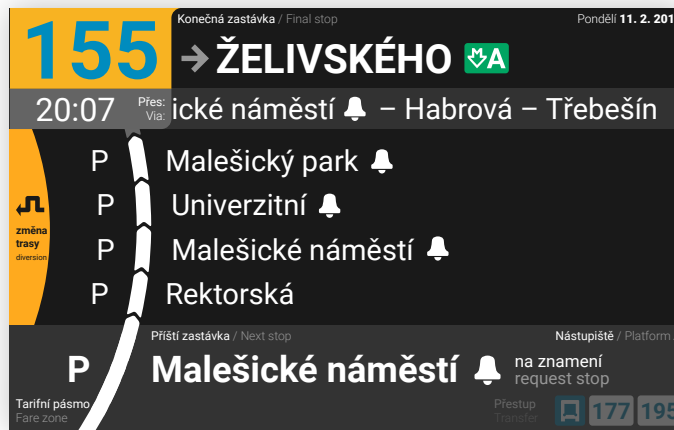 155
Konečná zastávka / Final stop
Pondělí 11. 2. 201
→ ŽELIVSKÉHO A
20:07
Přes:
Via:
ické náměstí – Habrová – Třebešín
P Malešický park
P Univerzitní
P Malešické náměstí
P Rektorská
změna
trasy
diversion
Příští zastávka / Next stop
Nástupiště / Platform
P Malešické náměstí
na znamení
request stop
Tarifní pásmo
Fare zone
Přestup
Transfer
177 195